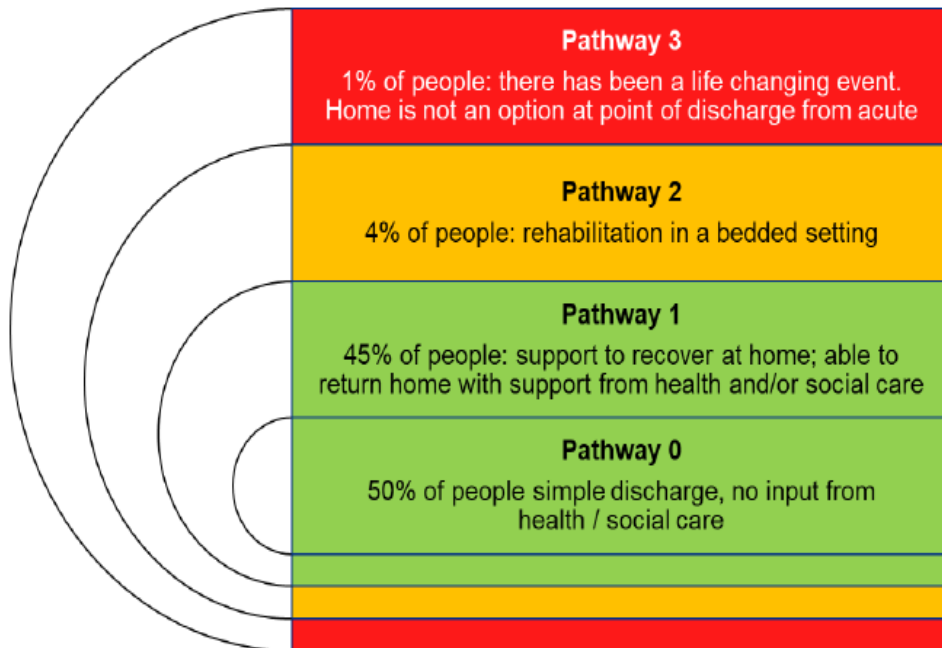 Pathway 3
1% of people: there has been a life changing event.
Home is not an option at point of discharge from acute
Pathway 2
4% of people: rehabilitation in a bedded setting
Pathway 1
45% of people: support to recover at home; able to
return home with support from health and/or social care
Pathway 0
50% of people simple discharge, no input from
health / social care